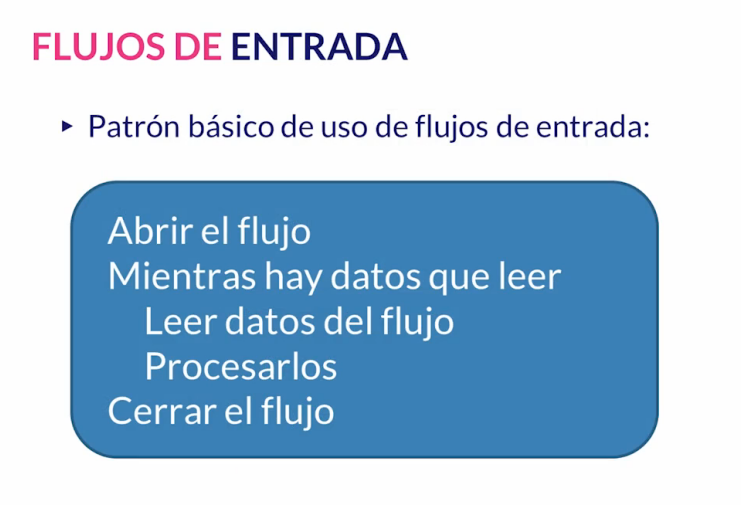 FLUJOS DE ENTRADA
Patrón básico de uso de flujos de entrada:
Abrir el flujo
Mientras hay datos que leer
Leer datos del flujo
Procesarlos
Cerrar el flujo